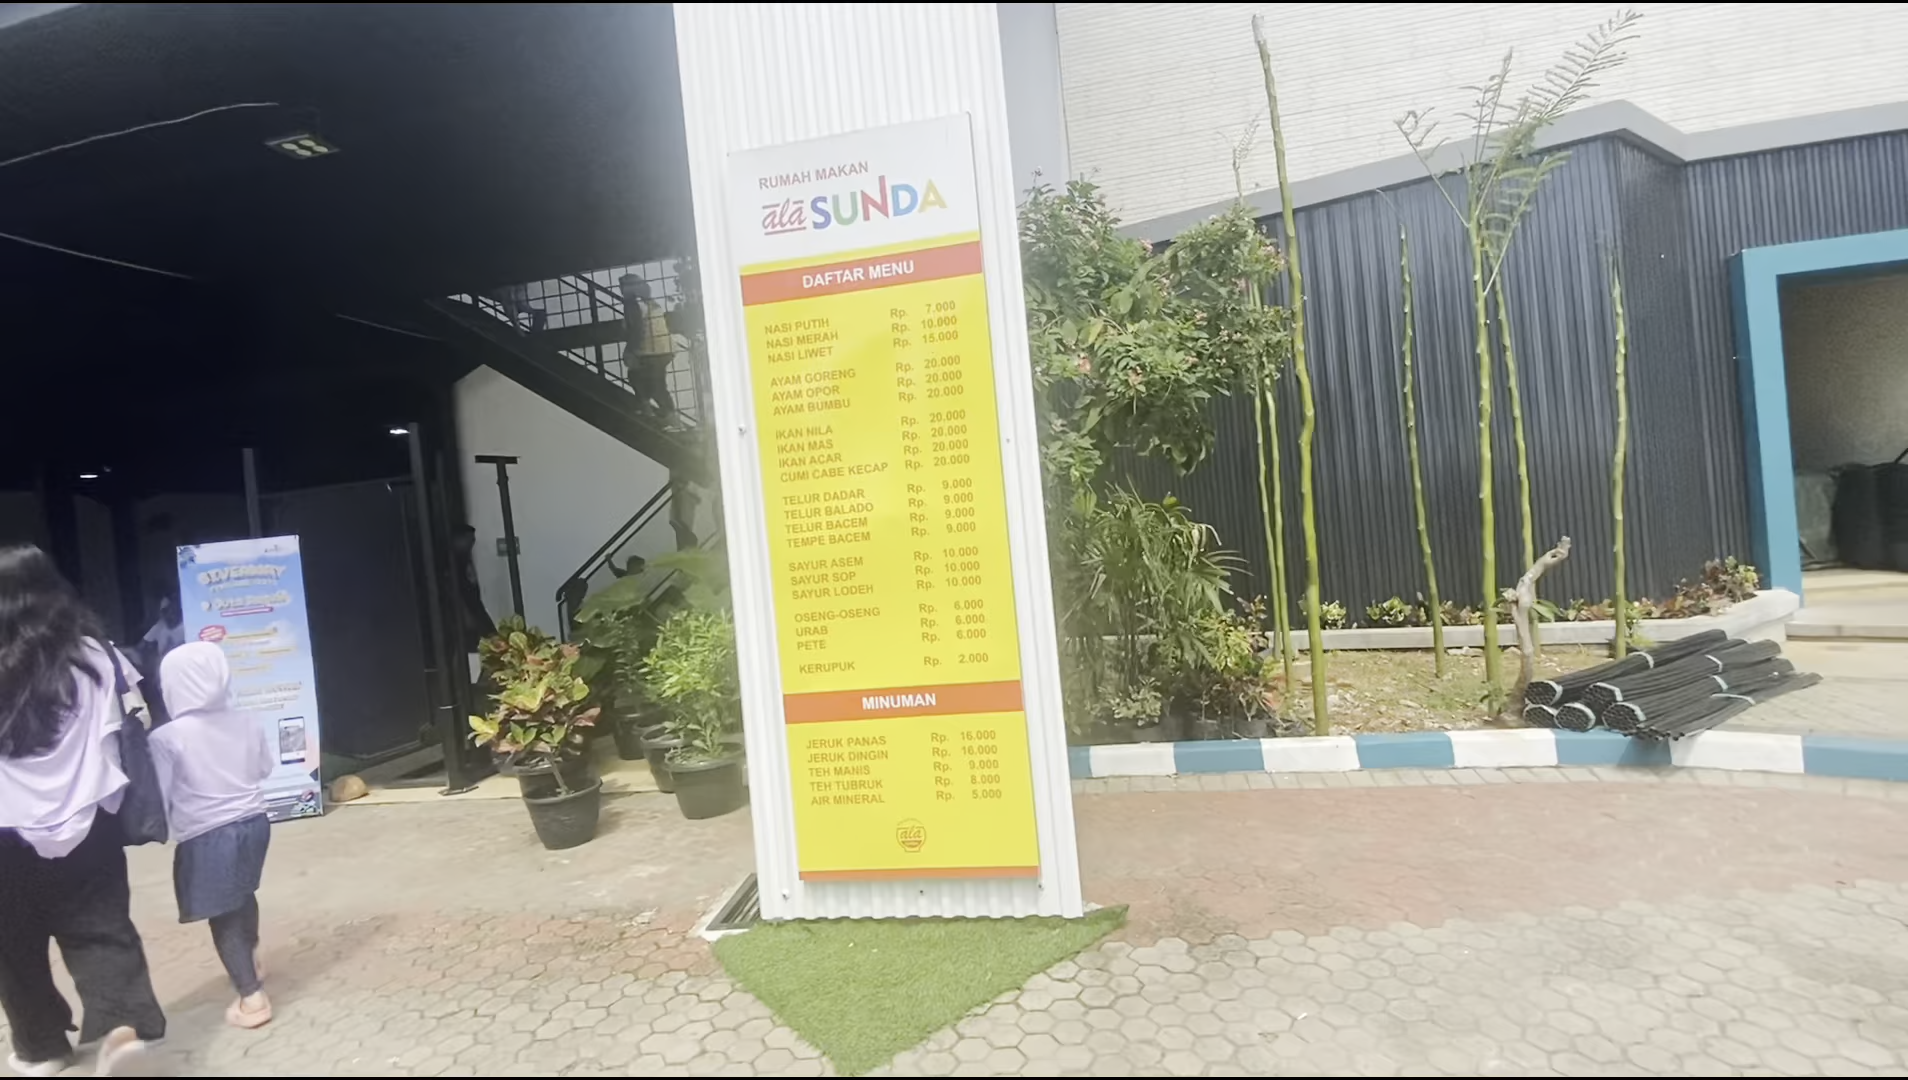 RUMAH MAKAN
ālā SUNDA
DAFTAR MENU
NASI PUTIH Rp. 7.000
NASI MERAH Rp. 10.000
NASI LIWET Rp. 15.000
AYAM GORENG Rp. 20.000
AYAM OPOR Rp. 20.000
AYAM BUMBU Rp. 20.000
IKAN NILA Rp. 20.000
IKAN MAS Rp. 20.000
IKAN ACAR Rp. 20.000
CUMI CABE KECAP Rp. 20.000
TELUR DADAR Rp. 9.000
TELUR BALADO Rp. 9.000
TELUR BACEM Rp. 9.000
TEMPE BACEM Rp. 9.000
SAYUR ASEM Rp. 10.000
SAYUR SOP Rp. 10.000
SAYUR LODEH Rp. 10.000
OSENG-OSENG Rp. 6.000
URAB Rp. 6.000
PETE Rp. 6.000
KERUPUK Rp. 2.000
MINUMAN
JERUK PANAS Rp. 16.000
JERUK DINGIN Rp. 16.000
TEH MANIS Rp. 9.000
TEH TUBRUK Rp. 8.000
AIR MINERAL Rp. 5.000
ālā
GIVEAWAY